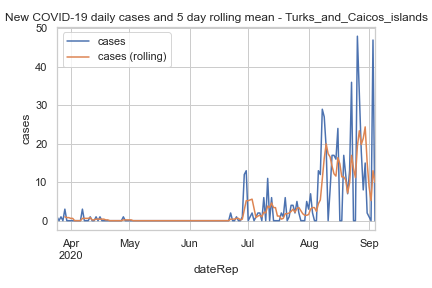 New COVID-19 daily cases and 5 day rolling mean - Turks_and_Caicos_islands
cases
cases (rolling)
50
40
30
20
10
0
cases
Apr
2020
May
Jun
Jul
Aug
Sep
dateRep